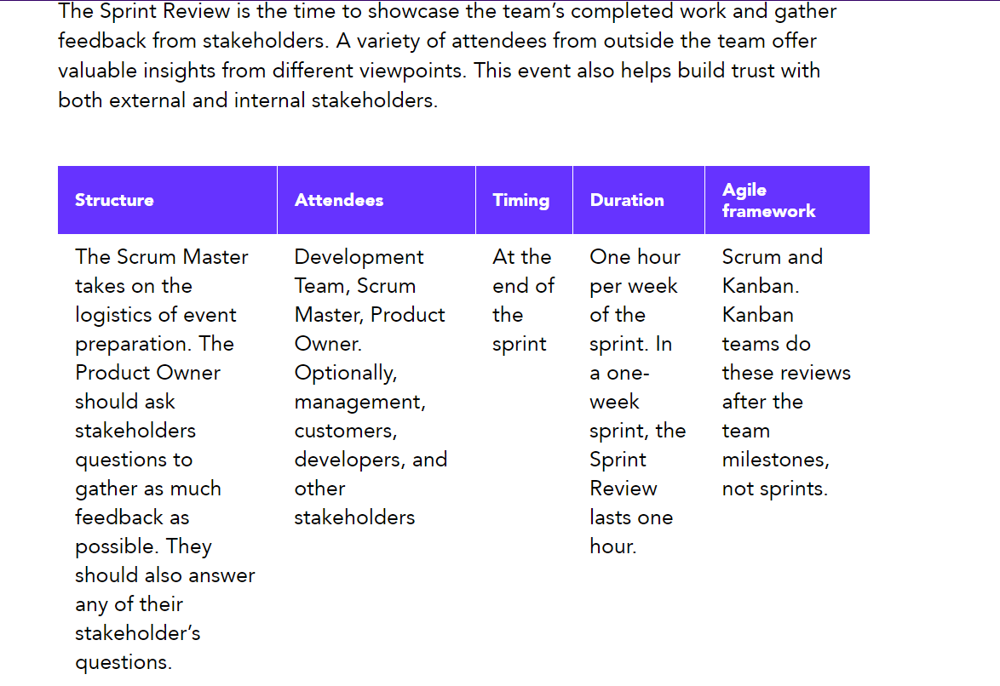 The Sprint Review is the time to showcase the team’s completed work and gather
feedback from stakeholders. A variety of attendees from outside the team offer
valuable insights from different viewpoints. This event also helps build trust with
both external and internal stakeholders.
Structure
Attendees
Timing
Duration
Agile
framework
The Scrum Master
takes on the
logistics of event
preparation. The
Product Owner
should ask
stakeholders
questions to
gather as much
feedback as
possible. They
should also answer
any of their
stakeholder’s
questions.
Development
Team, Scrum
Master, Product
Owner.
Optionally,
management,
customers,
developers, and
other
stakeholders
At the
end of
the
sprint
One hour
per week
of the
sprint. In
a one-
week
sprint, the
Sprint
Review
lasts one
hour.
Scrum and
Kanban.
Kanban
teams do
these reviews
after the
team
milestones,
not sprints.